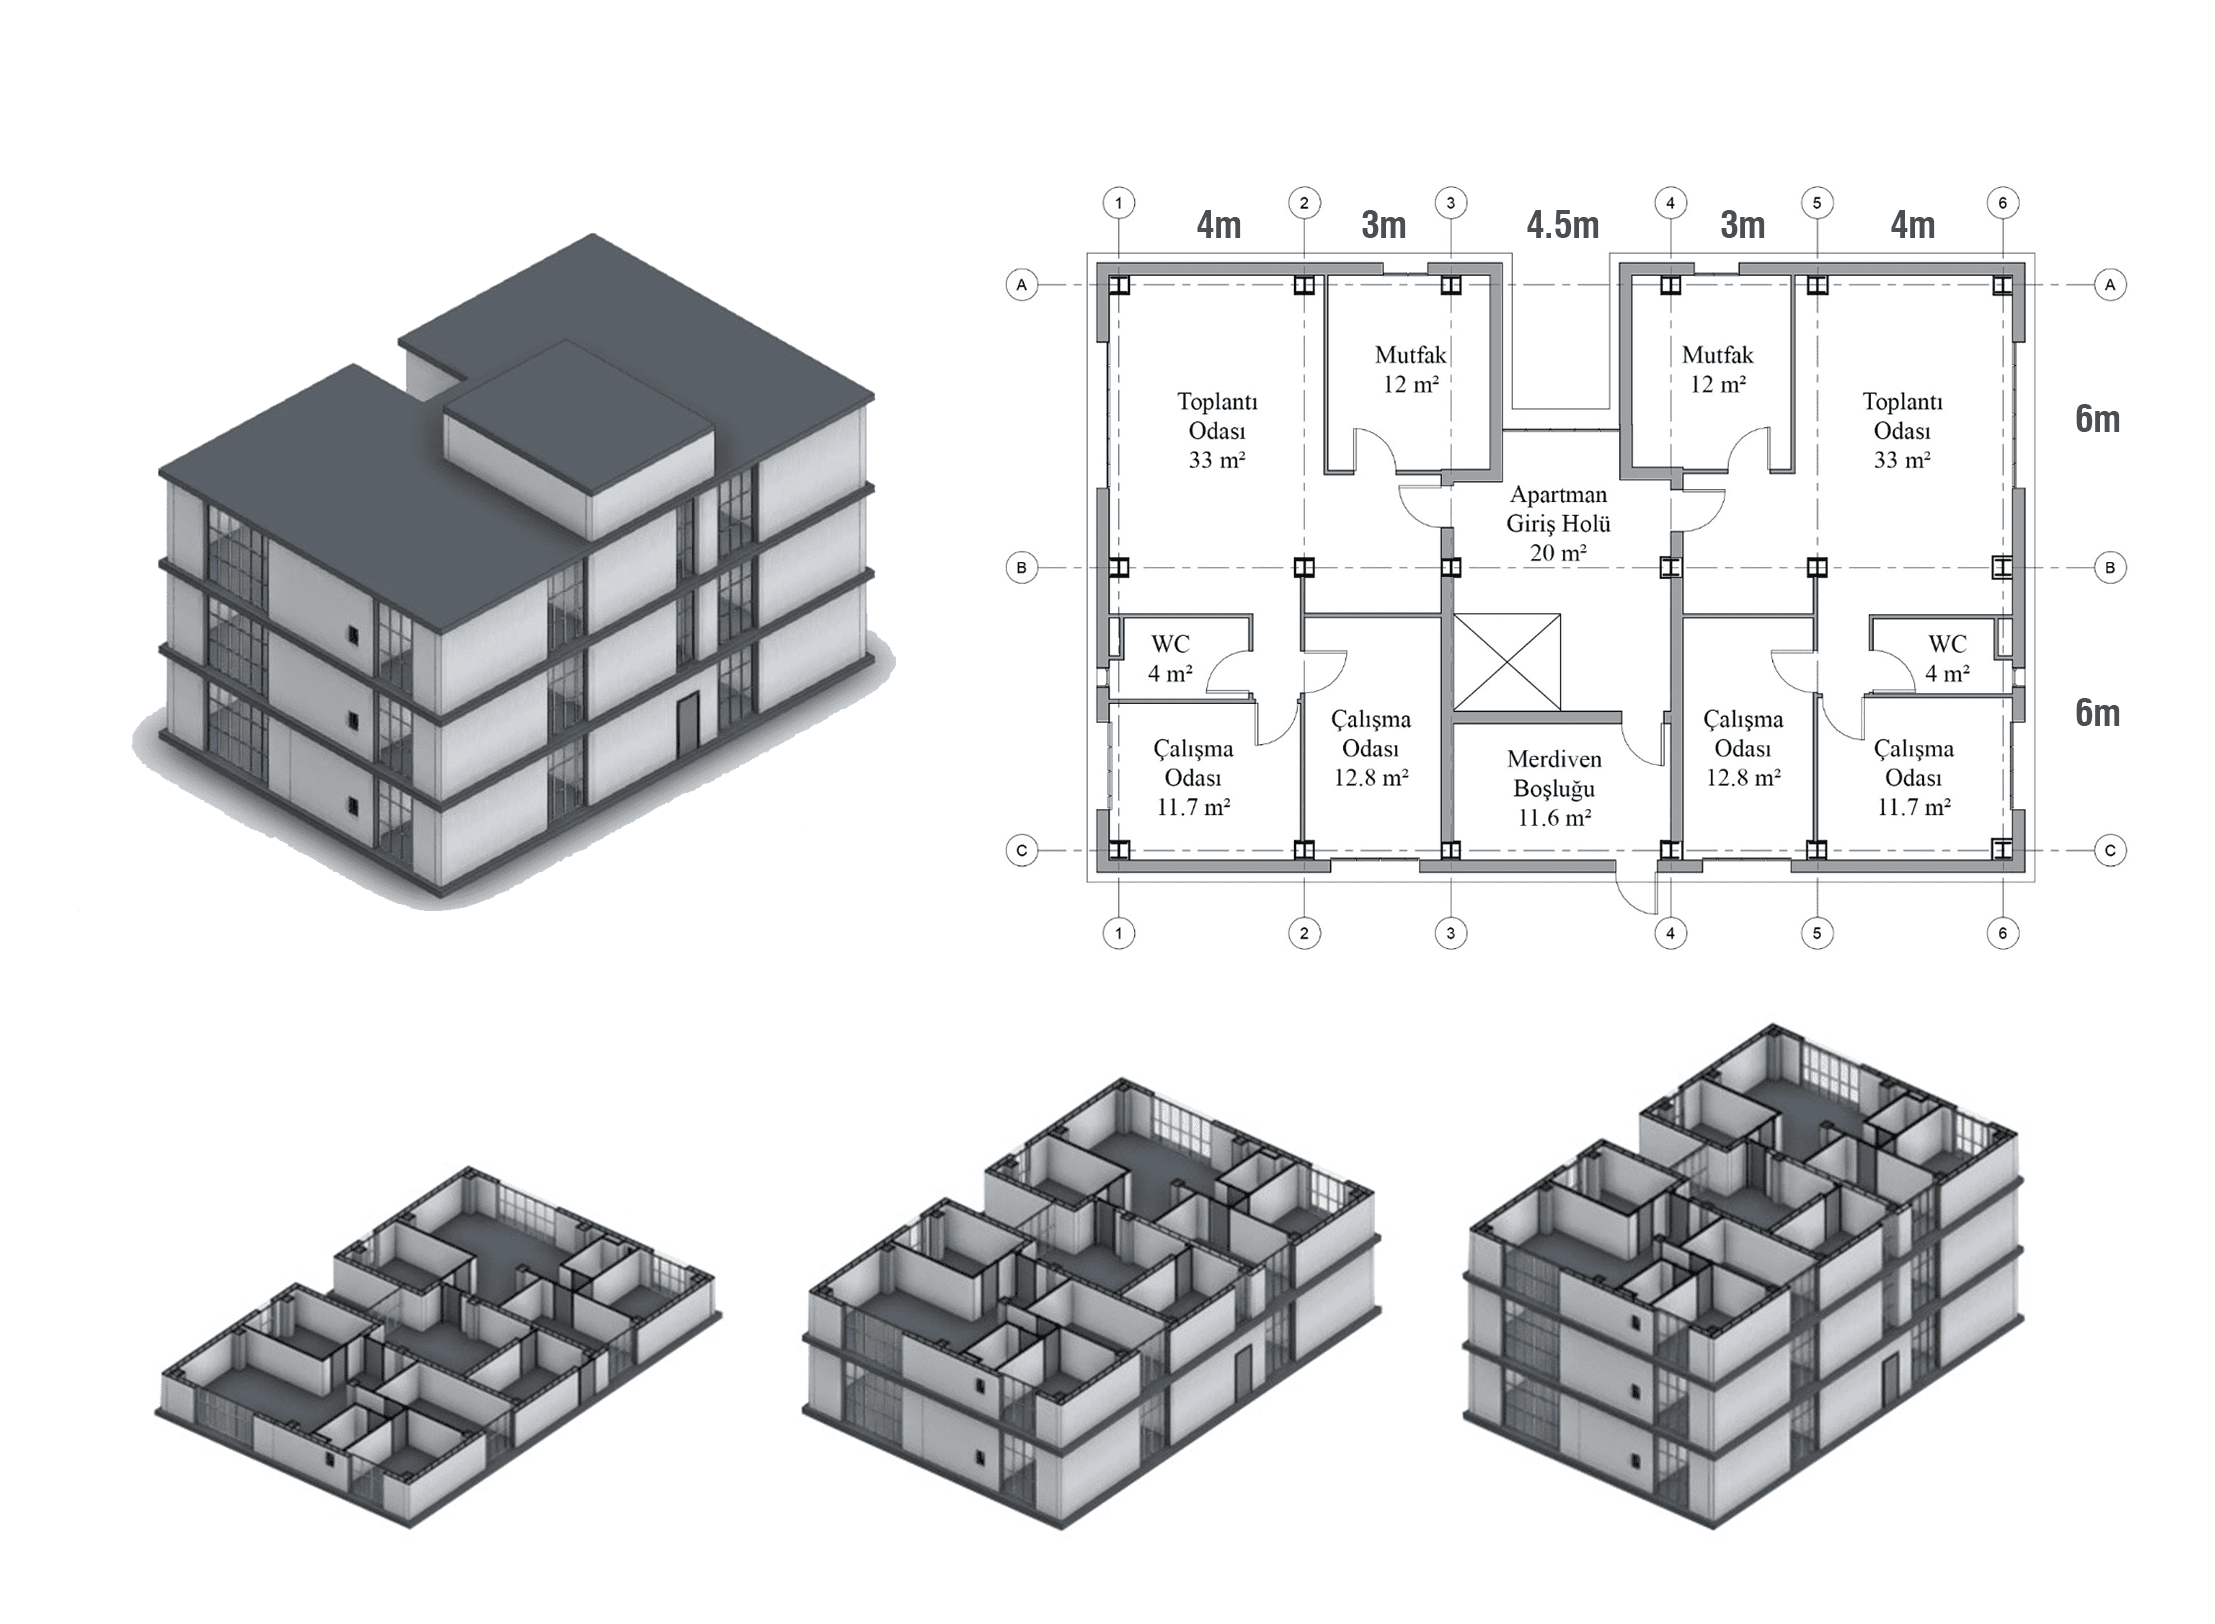 1 2 3 4 5 6
4m 3m 4.5m 3m 4m
A A
Mutfak
12 m²
Mutfak
12 m²
Toplantı
Odası
33 m²
Toplantı
Odası
33 m²
6m
Apartman
Giriş Holü
20 m²
B B
WC
4 m²
WC
4 m²
6m
Çalışma
Odası
11.7 m²
Çalışma
Odası
12.8 m²
Merdiven
Boşluğu
11.6 m²
Çalışma
Odası
12.8 m²
Çalışma
Odası
11.7 m²
C C
1 2 3 4 5 6